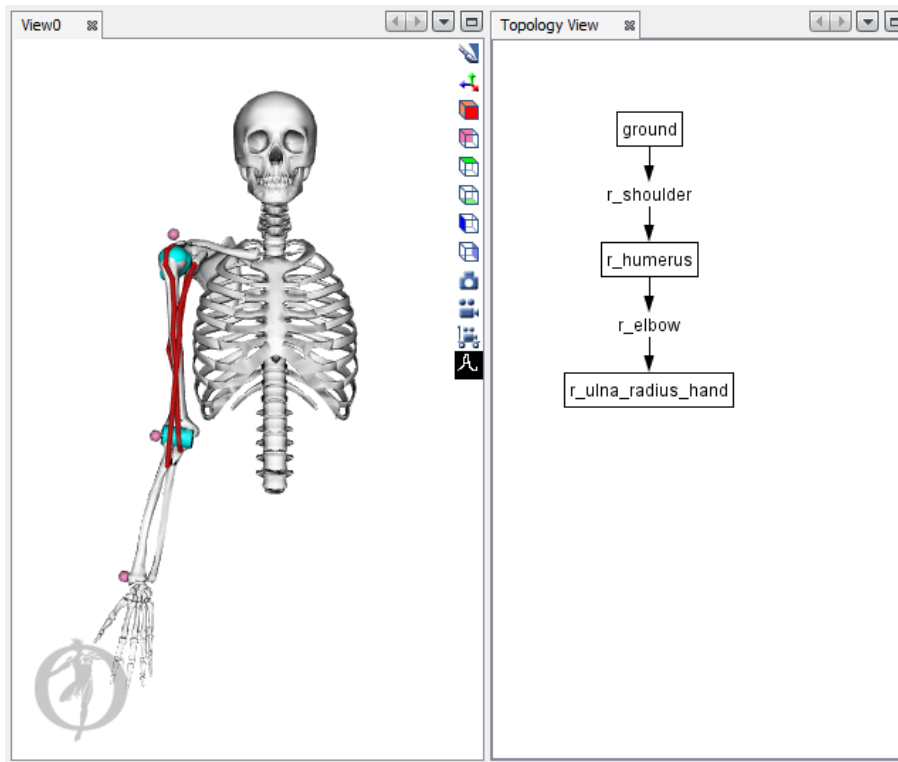 View0
Topology View
ground
r_shoulder
r_humerus
r_elbow
r_ulna_radius_hand